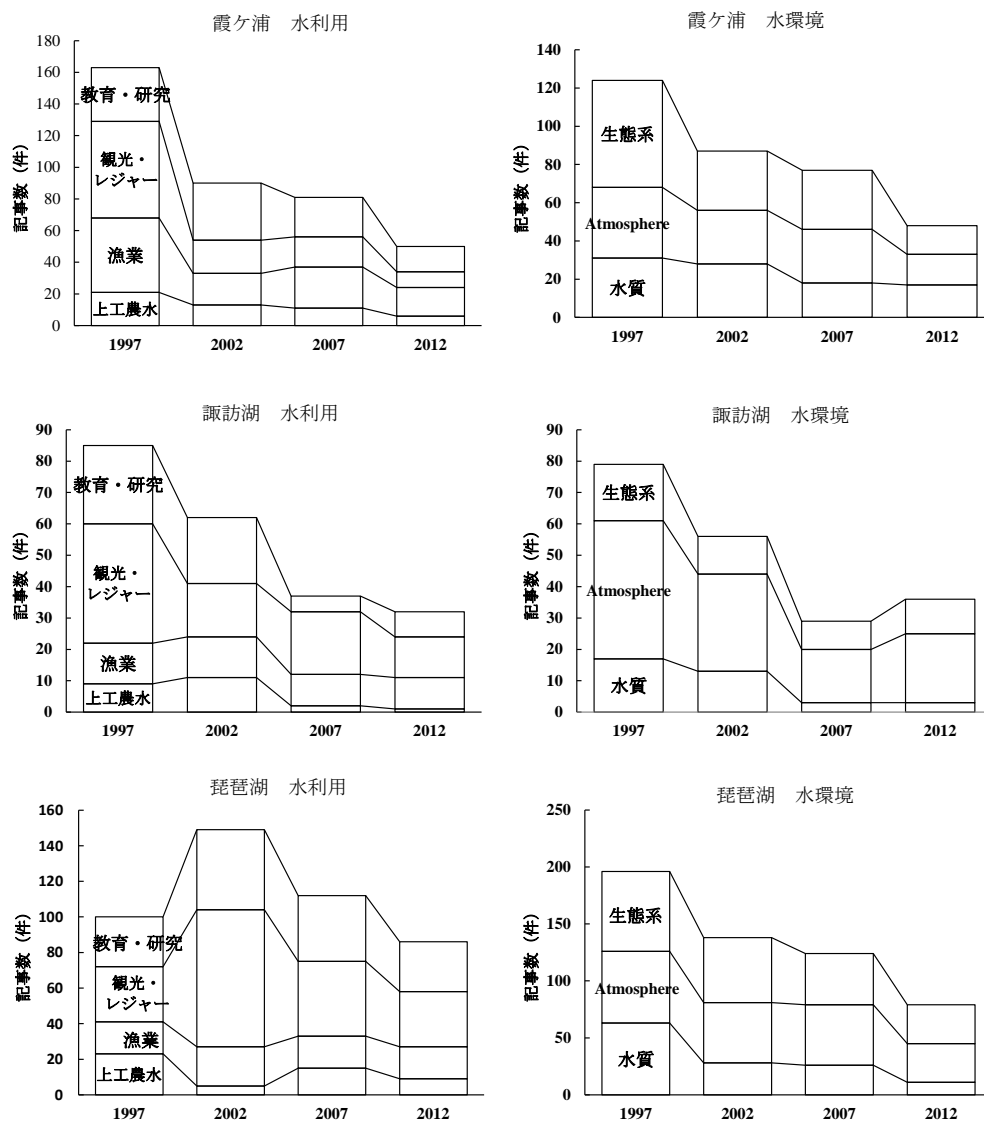 霞ケ浦　水利用
記事数（件）
180
160
140
120
100
80
60
40
20
0
教育・研究
観光・
レジャー
漁業
上工農水
1997
2002
2007
2012
霞ケ浦　水環境
記事数（件）
140
120
100
80
60
40
20
0
生態系
Atmosphere
水質
1997
2002
2007
2012
諏訪湖　水利用
記事数（件）
90
80
70
60
50
40
30
20
10
0
教育・研究
観光・
レジャー
漁業
上工農水
1997
2002
2007
2012
諏訪湖　水環境
記事数（件）
90
80
70
60
50
40
30
20
10
0
生態系
Atmosphere
水質
1997
2002
2007
2012
琵琶湖　水利用
記事数（件）
160
140
120
100
80
60
40
20
0
教育・研究
観光・
レジャー
漁業
上工農水
1997
2002
2007
2012
琵琶湖　水環境
記事数（件）
250
200
150
100
50
0
生態系
Atmosphere
水質
1997
2002
2007
2012